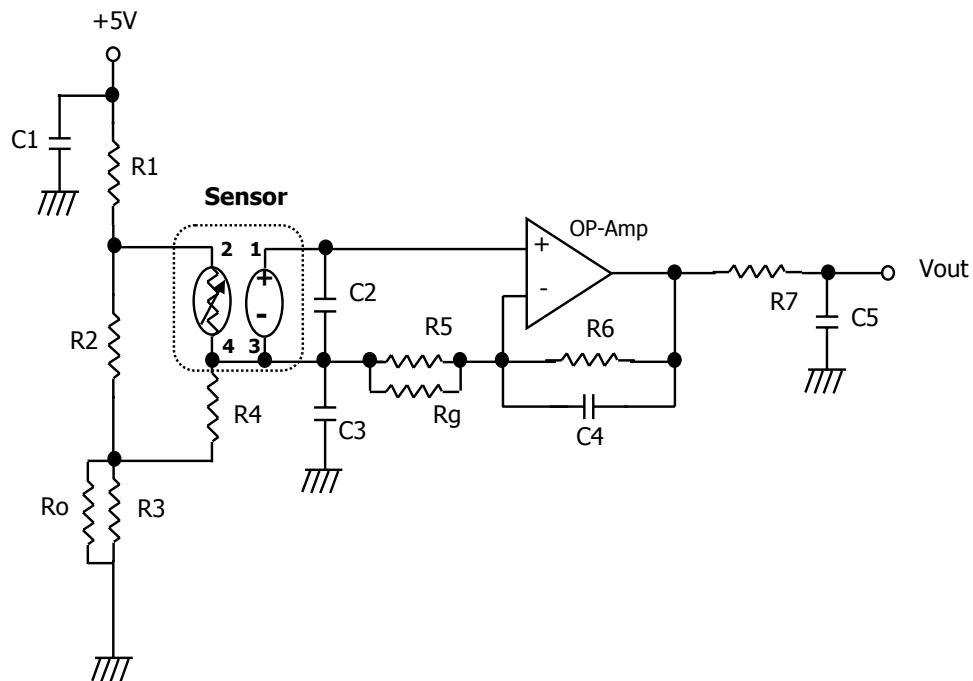 +5V
C1
R1
Sensor
2 1
+
-
4 3
OP-Amp
+
-
Vout
C2
R7
C5
R2
R5
R6
R4
Rg
C3
C4
Ro
R3